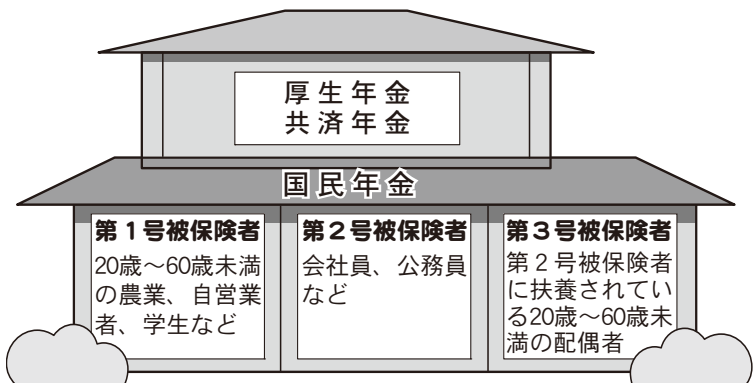 厚生年金
共済年金
国民年金
第1号被保険者
20歳～60歳未満
の農業、自営業
者、学生など
第2号被保険者
会社員、公務員
など
第3号被保険者
第2号被保険者
に扶養されてい
る20歳～60歳未
満の配偶者